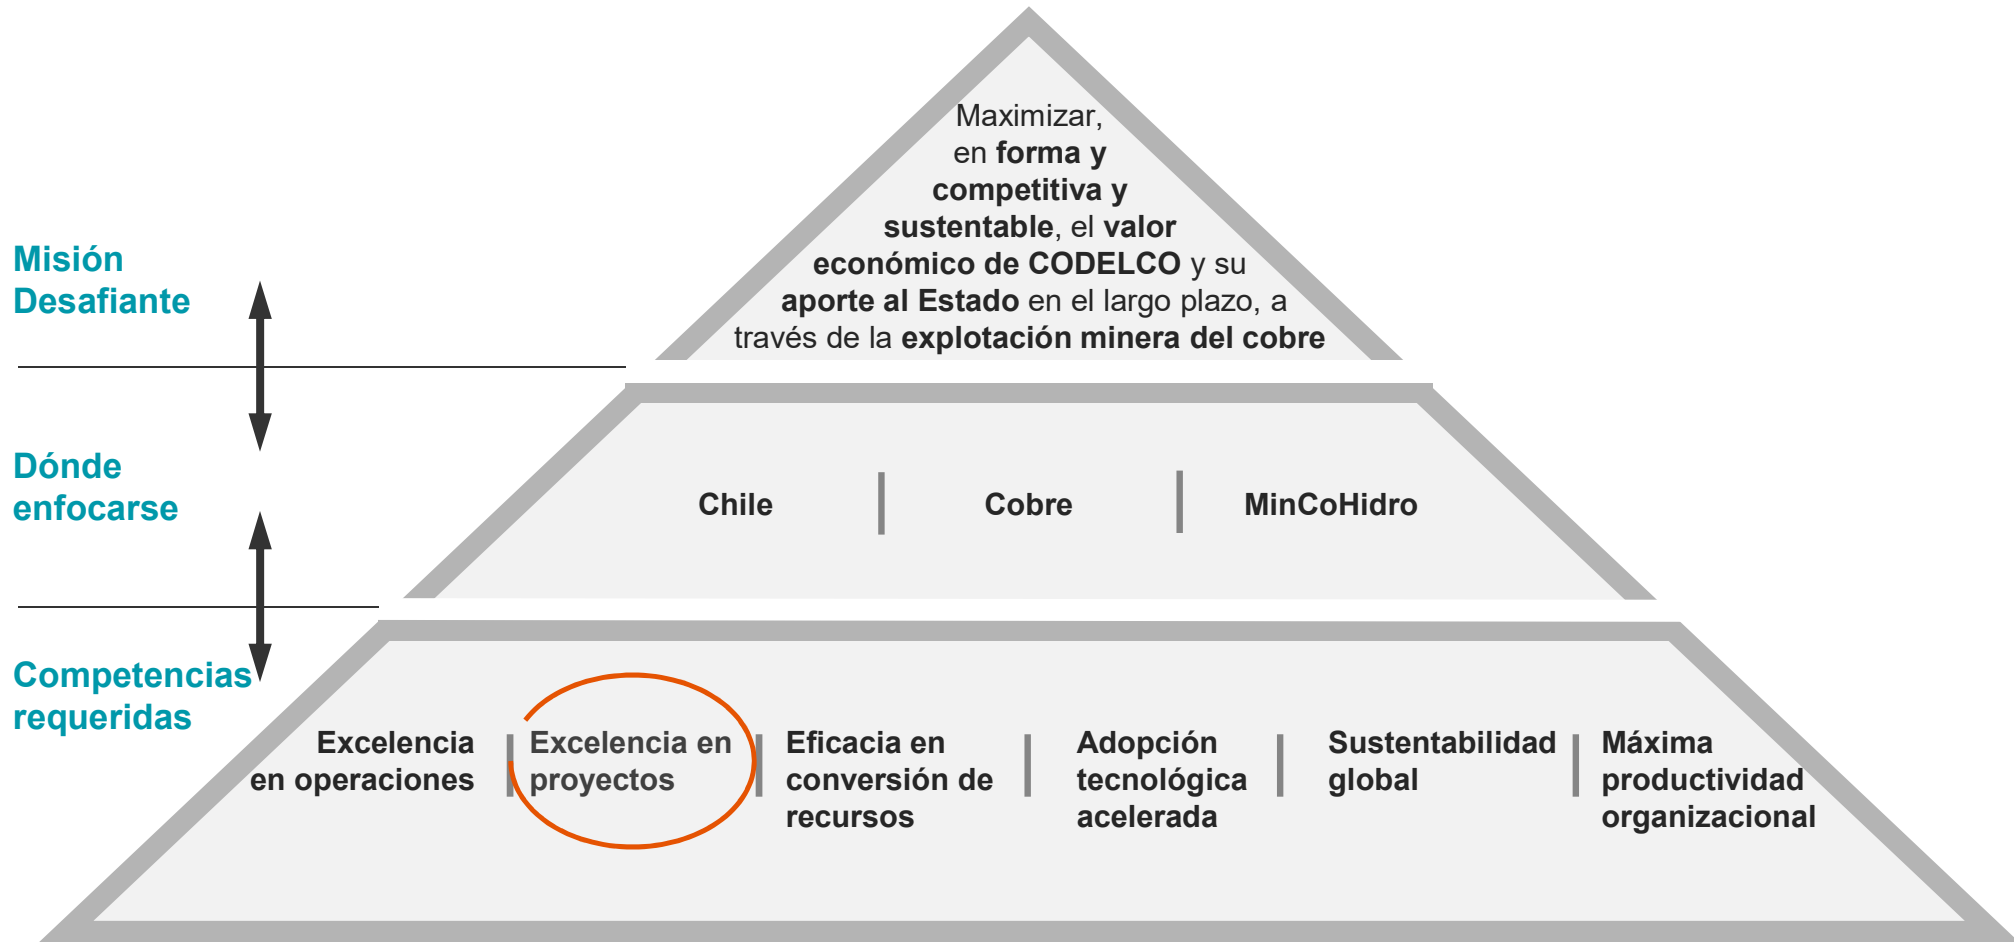 Maximizar,
en forma y
competitiva y
sustentable, el valor
económico de CODELCO y su
aporte al Estado en el largo plazo, a
través de la explotación minera del cobre
Misión
Desafiante
Dónde
enfocarse
Chile
Cobre
MinCoHidro
Competencias
requeridas
Excelencia
en operaciones
Excelencia en
proyectos
Eficacia en
conversión de
recursos
Adopción
tecnológica
acelerada
Sustentabilidad
global
Máxima
productividad
organizacional